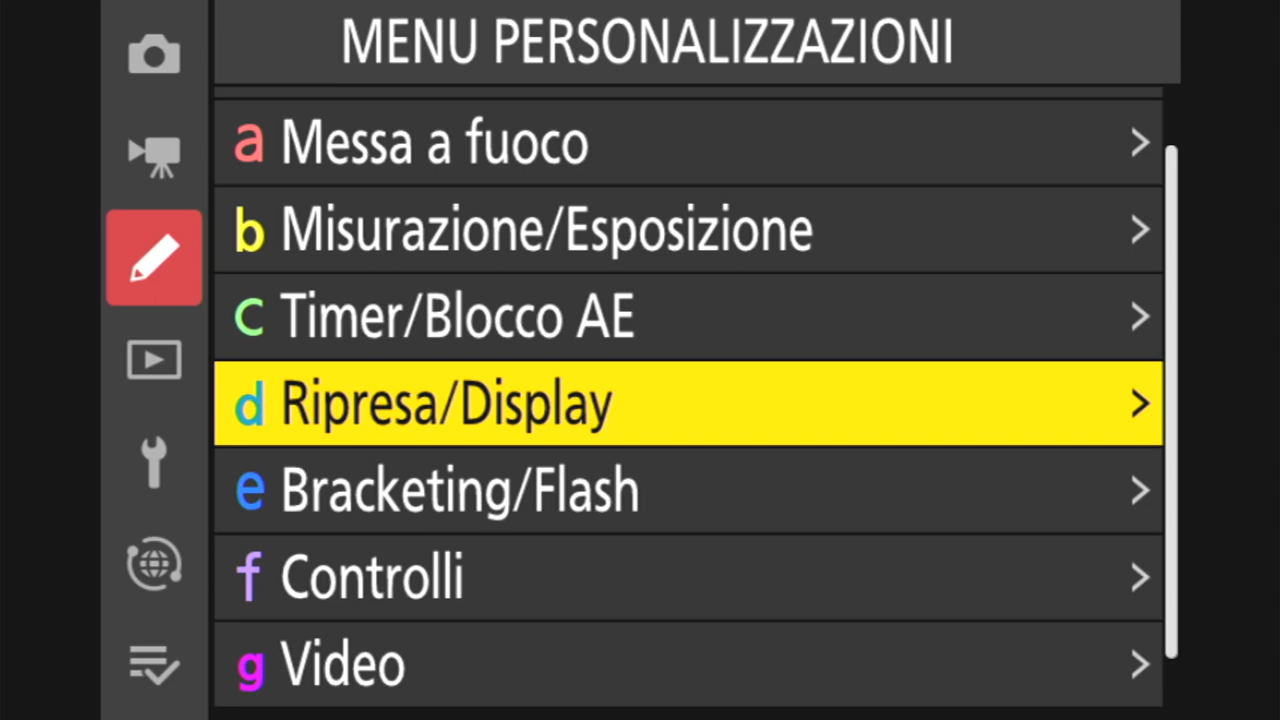 MENU PERSONALIZZAZIONI
a Messa a fuoco
b Misurazione/Esposizione
c Timer/Blocco AE
d Ripresa/Display
e Bracketing/Flash
f Controlli
g Video